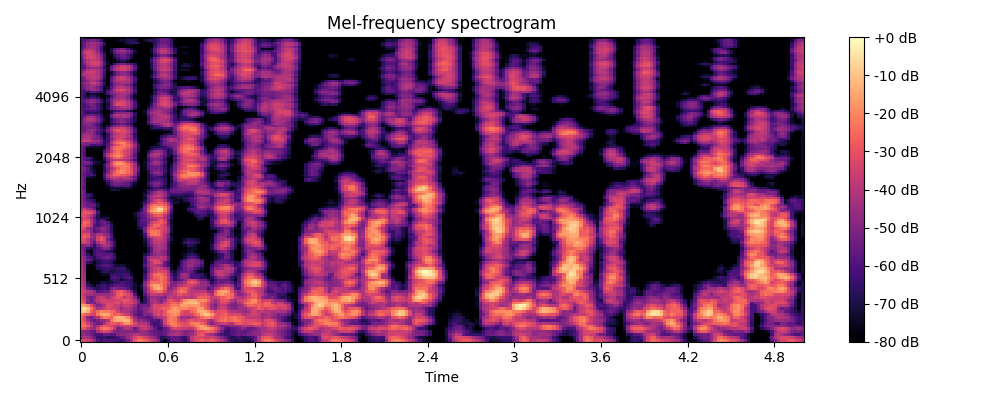 Mel-frequency spectrogram
+0 dB
-10 dB
-20 dB
-30 dB
-40 dB
-50 dB
-60 dB
-70 dB
-80 dB
Hz
4096
2048
1024
512
0
0 0.6 1.2 1.8 2.4 3 3.6 4.2 4.8
Time